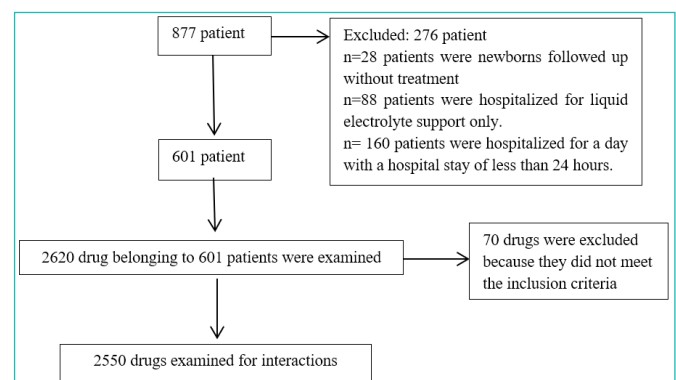 877 patient
Excluded: 276 patient
n=28 patients were newborns followed up
without treatment
n=88 patients were hospitalized for liquid
electrolyte support only.
n= 160 patients were hospitalized for a day
with a hospital stay of less than 24 hours.
601 patient
2620 drug belonging to 601 patients were examined
70 drugs were excluded
because they did not meet
the inclusion criteria
2550 drugs examined for interactions